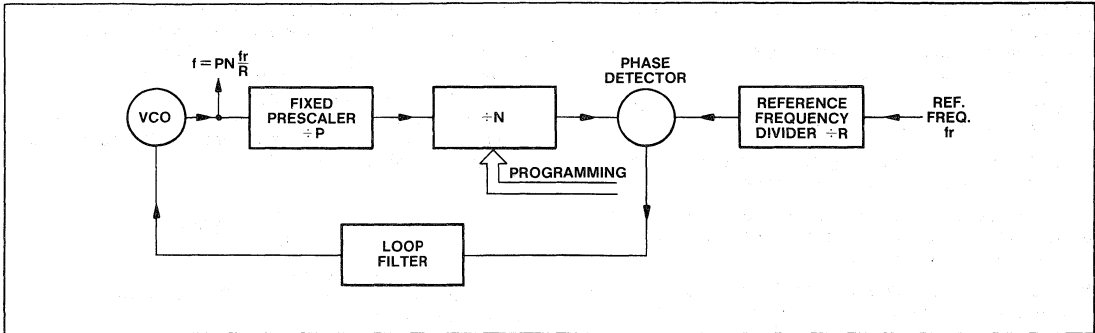 f = PN fr/R
VCO
FIXED
PRESCALER
÷P
÷N
PROGRAMMING
PHASE
DETECTOR
REFERENCE
FREQUENCY
DIVIDER ÷R
REF.
FREQ.
fr
LOOP
FILTER